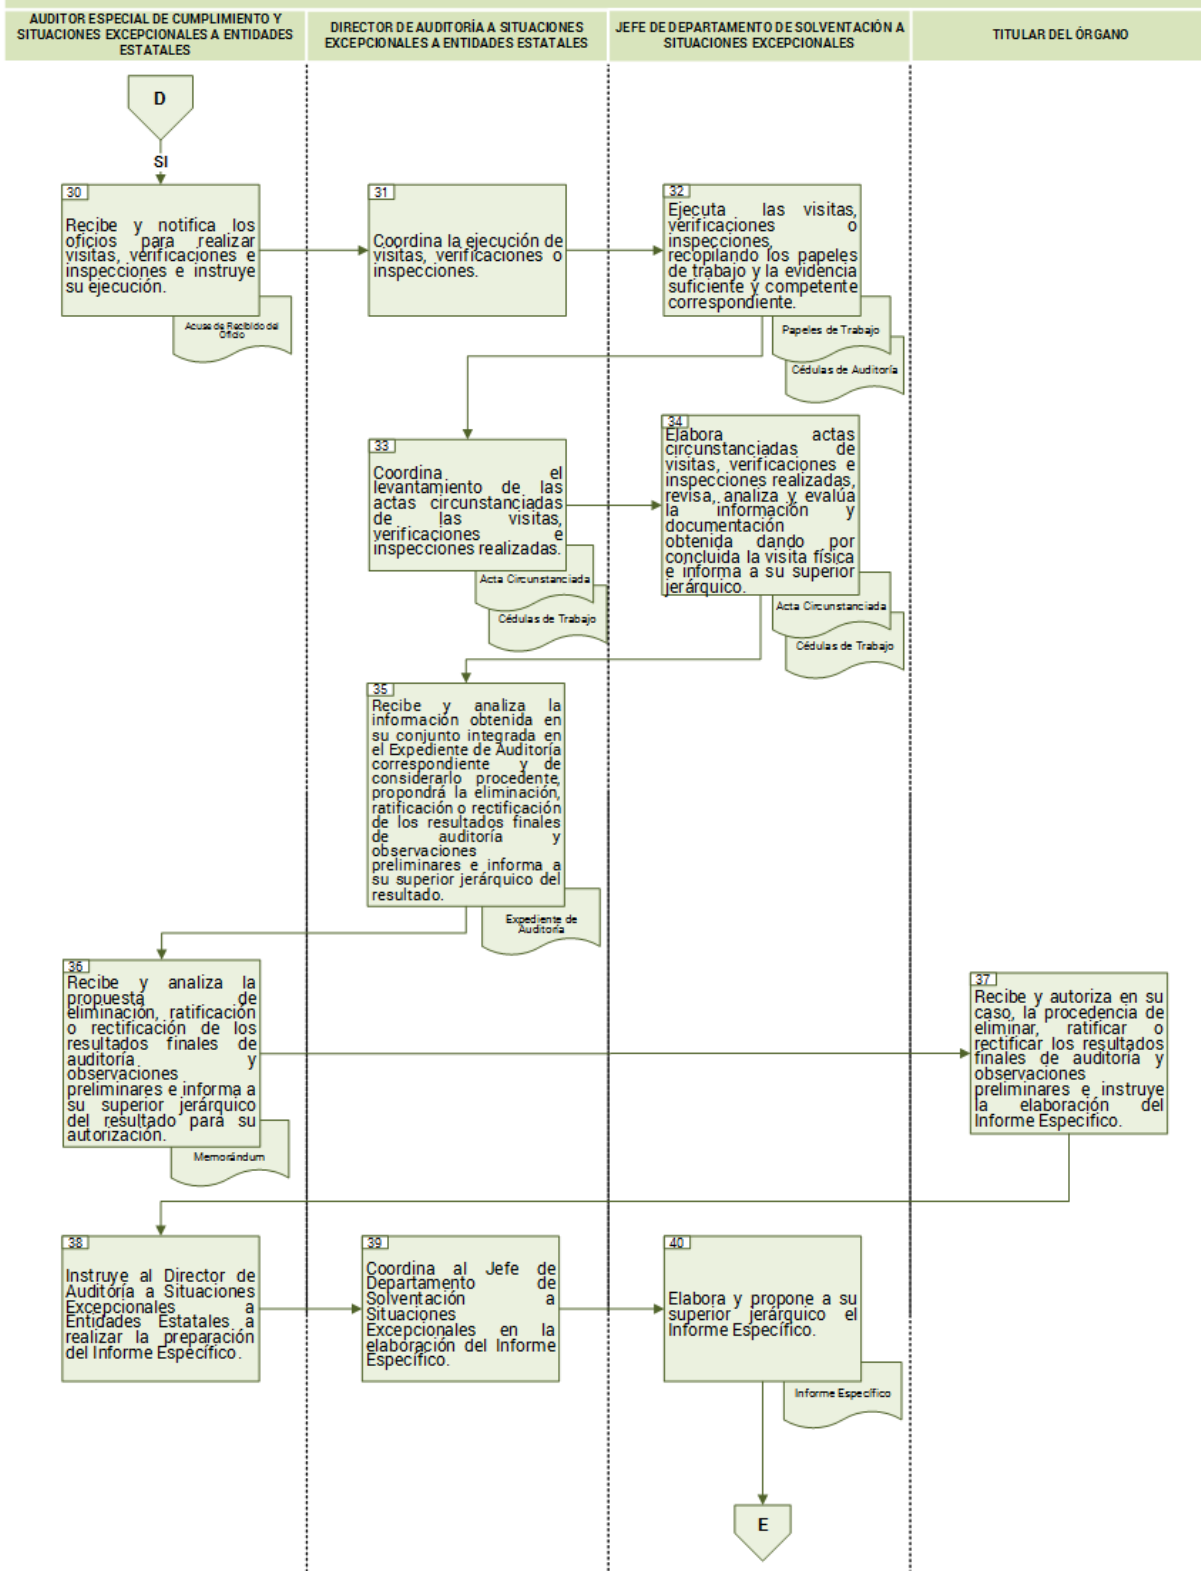 AUDITOR ESPECIAL DE CUMPLIMIENTO Y
SITUACIONES EXCEPCIONALES A ENTIDADES
ESTATALES
DIRECTOR DE AUDITORÍA A SITUACIONES
EXCEPCIONALES A ENTIDADES ESTATALES
JEFE DE DEPARTAMENTO DE SOLVENTACIÓN A
SITUACIONES EXCEPCIONALES
TITULAR DEL ÓRGANO
D
SI
30
Recibe y notifica los
oficios para realizar
visitas, verificaciones e
inspecciones e instruye
su ejecución.
Acuse de Recibido del
Oficio
31
Coordina la ejecución de
visitas, verificaciones o
inspecciones.
32
Ejecuta las visitas,
verificaciones o
inspecciones,
recopilando los papeles
de trabajo y la evidencia
suficiente y competente
correspondiente.
Papeles de Trabajo
Cédulas de Auditoría
33
Coordina el
levantamiento de las
actas circunstanciadas
de las visitas,
verificaciones e
inspecciones realizadas.
Acta Circunstanciada
Cédulas de Trabajo
34
Elabora actas
circunstanciadas de
visitas, verificaciones e
inspecciones realizadas,
revisa, analiza y evalúa
la información y
documentación
obtenida dando por
concluida la visita física
e informa a su superior
jerárquico.
Acta Circunstanciada
Cédulas de Trabajo
35
Recibe y analiza la
información obtenida en
su conjunto integrada en
el Expediente de Auditoría
correspondiente y de
considerarlo procedente,
propondrá la eliminación,
ratificación o rectificación
de los resultados finales
de auditoría y
observaciones
preliminares e informa a
su superior jerárquico del
resultado.
Expediente de
Auditoría
36
Recibe y analiza la
propuesta de
eliminación, ratificación
o rectificación de los
resultados finales de
auditoría y
observaciones
preliminares e informa a
su superior jerárquico
del resultado para su
autorización.
Memorándum
37
Recibe y autoriza en su
caso, la procedencia de
eliminar, ratificar o
rectificar los resultados
finales de auditoría y
observaciones
preliminares e instruye
la elaboración del
Informe Específico.
38
Instruye al Director de
Auditoría a Situaciones
Excepcionales a
Entidades Estatales a
realizar la preparación
del Informe Específico.
39
Coordina al Jefe de
Departamento de
Solventación a
Situaciones
Excepcionales en la
elaboración del Informe
Específico.
40
Elabora y propone a su
superior jerárquico el
Informe Específico.
Informe Específico
E